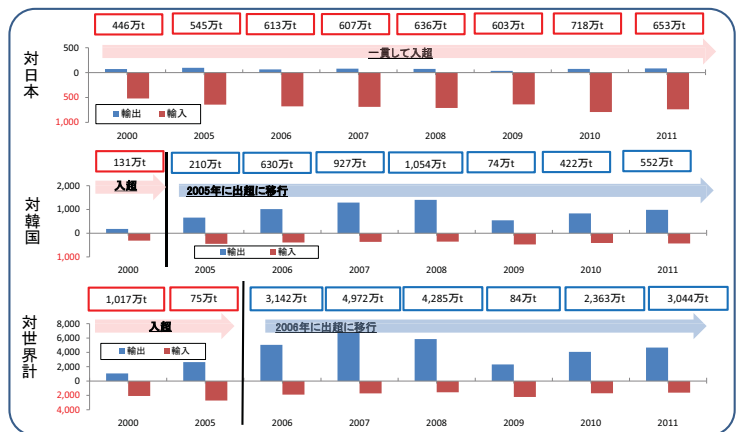 446万t 545万t 613万t 607万t 636万t 603万t 718万t 653万t
対日本
一貫して入超
500
0
500
1,000
輸出 輸入
2000 2005 2006 2007 2008 2009 2010 2011
131万t 210万t 630万t 927万t 1,054万t 74万t 422万t 552万t
対韓国
入超 2005年に出超に移行
2,000
1,000
0
1,000
輸出 輸入
2000 2005 2006 2007 2008 2009 2010 2011
1,017万t 75万t 3,142万t 4,972万t 4,285万t 84万t 2,363万t 3,044万t
対世界計
入超 2006年に出超に移行
8,000
6,000
4,000
2,000
0
2,000
4,000
輸出 輸入
2000 2005 2006 2007 2008 2009 2010 2011